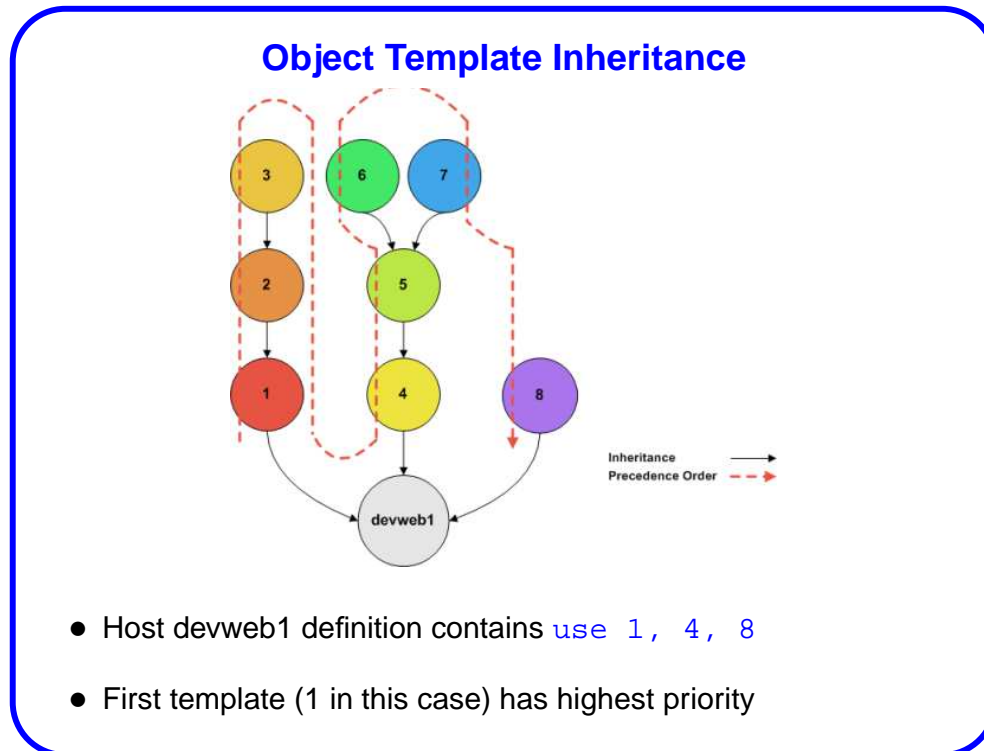 Object Template Inheritance
3
6
7
2
5
1
4
8
Inheritance
Precedence Order
devweb1
● Host devweb1 definition contains use 1, 4, 8
● First template (1 in this case) has highest priority